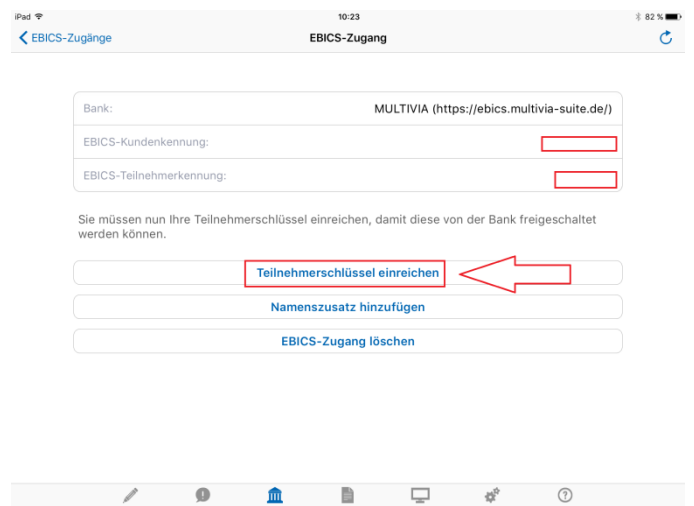 iPad 10:23 82 %
EBICS-Zugänge EBICS-Zugang
Bank: MULTIVIA (https://ebics.multivia-suite.de/)
EBICS-Kundenkennung:
EBICS-Teilnehmerkennung:
Sie müssen nun Ihre Teilnehmerschlüssel einreichen, damit diese von der Bank freigeschaltet
werden können.
Teilnehmerschlüssel einreichen
Namenszusatz hinzufügen
EBICS-Zugang löschen